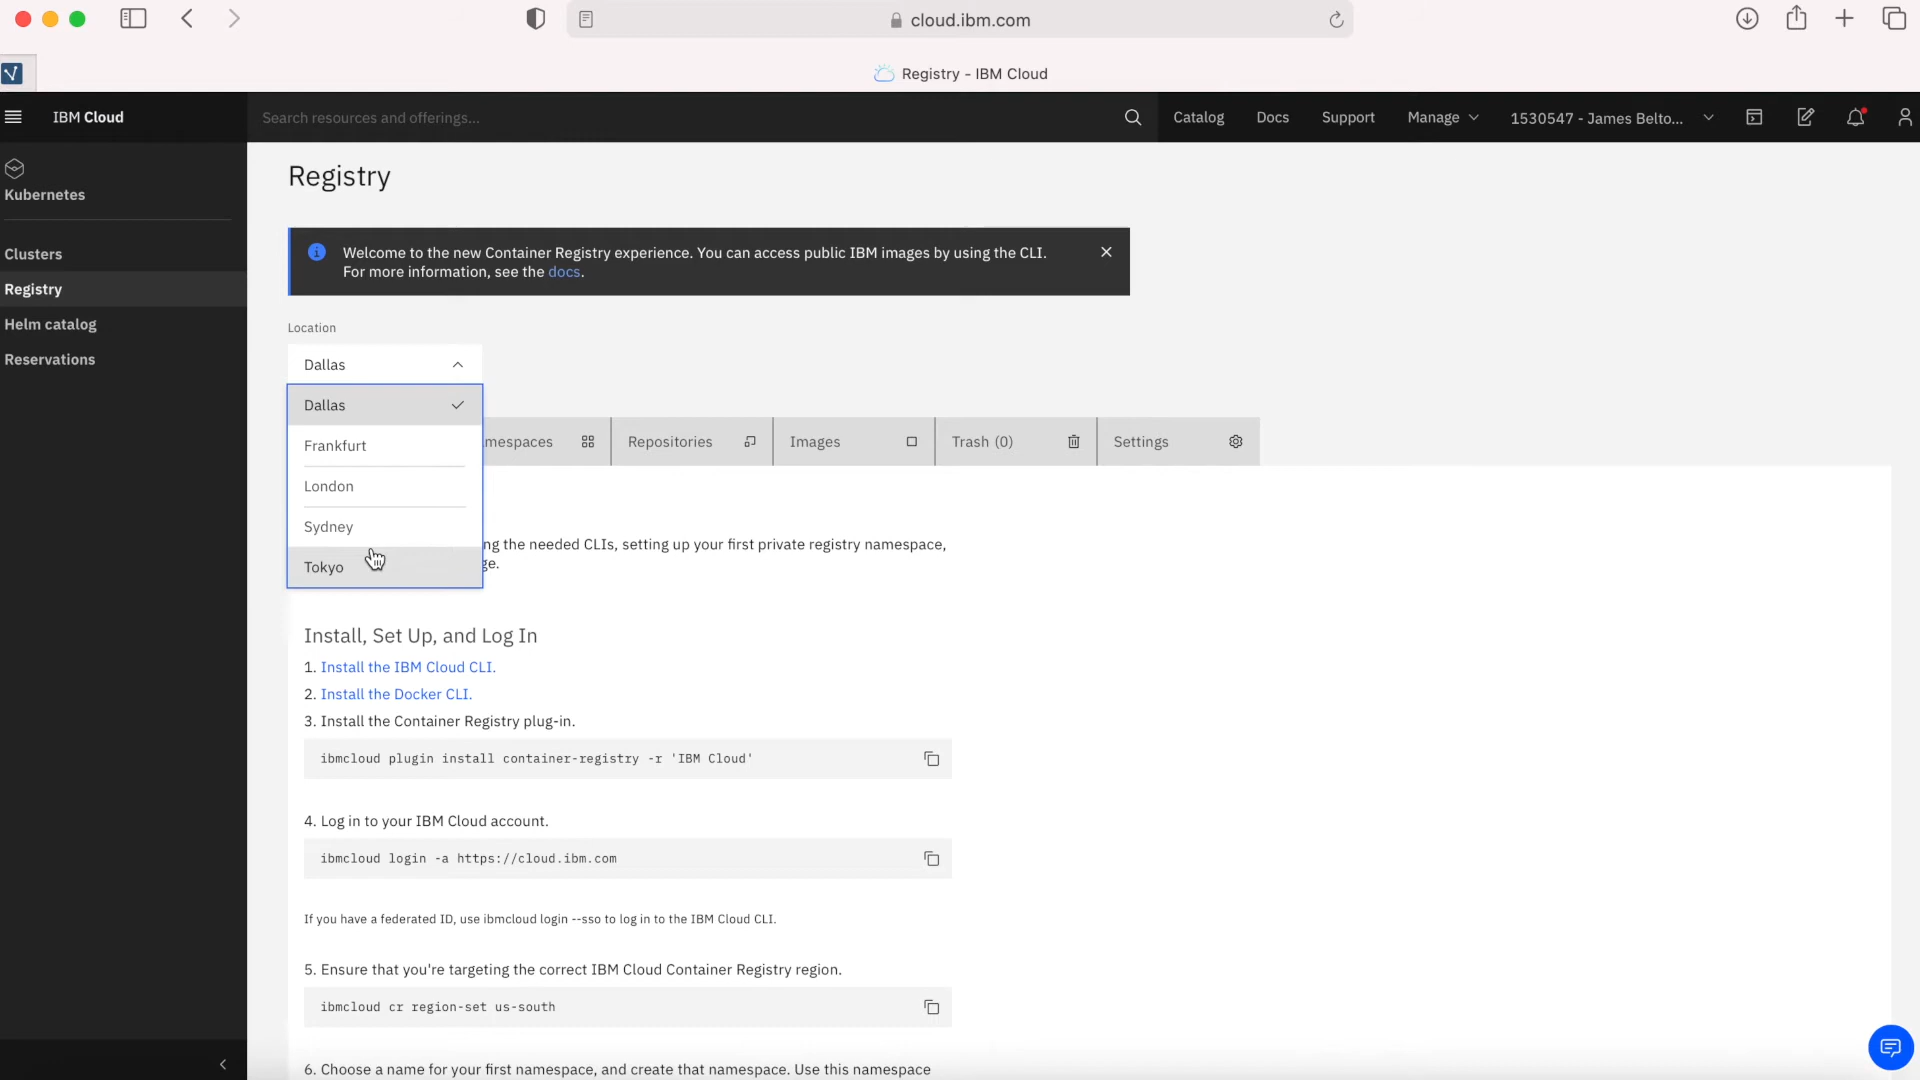 cloud.ibm.com
Registry - IBM Cloud
IBM Cloud
Search resources and offerings...
Catalog
Docs
Support
Manage
1530547 - James Belto...
Kubernetes
Clusters
Registry
Helm catalog
Reservations
Registry
Welcome to the new Container Registry experience. You can access public IBM images by using the CLI.
For more information, see the docs.
Location
Dallas
Dallas
Frankfurt
London
Sydney
Tokyo
mespaces
Repositories
Images
Trash (0)
Settings
ng the needed CLIs, setting up your first private registry namespace,
ge.
Install, Set Up, and Log In
1. Install the IBM Cloud CLI.
2. Install the Docker CLI.
3. Install the Container Registry plug-in.
ibmcloud plugin install container-registry -r 'IBM Cloud'
4. Log in to your IBM Cloud account.
ibmcloud login -a https://cloud.ibm.com
If you have a federated ID, use ibmcloud login --sso to log in to the IBM Cloud CLI.
5. Ensure that you're targeting the correct IBM Cloud Container Registry region.
ibmcloud cr region-set us-south
6. Choose a name for your first namespace, and create that namespace. Use this namespace